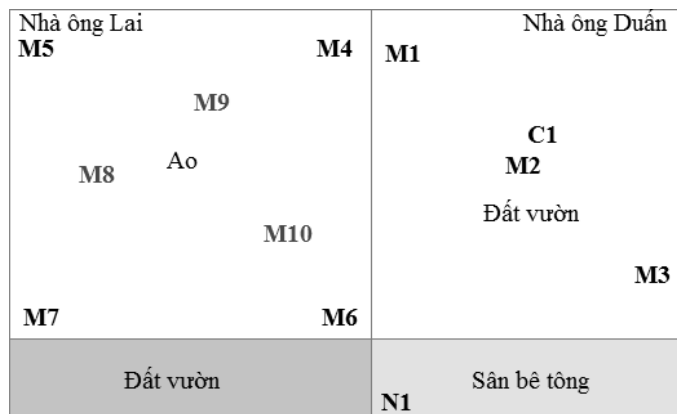 Nhà ông Lai
Nhà ông Duẩn
M5
M4
M1
M9
C1
M8
Ao
M2
Đất vườn
M10
M3
M7
M6
Đất vườn
Sân bê tông
N1